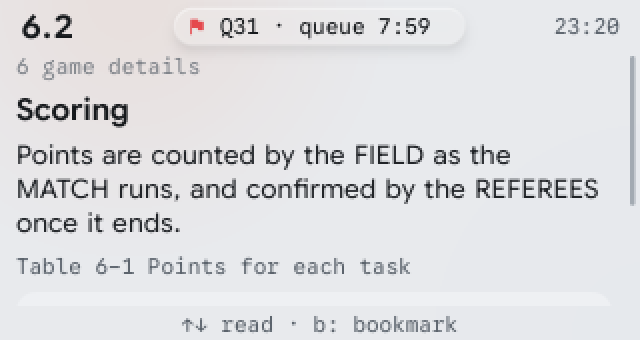 6.2
Q31 · queue 7:59
23:20
6 game details
Scoring
Points are counted by the FIELD as the
MATCH runs, and confirmed by the REFEREES
once it ends.
Table 6-1 Points for each task
↑↓ read · b: bookmark